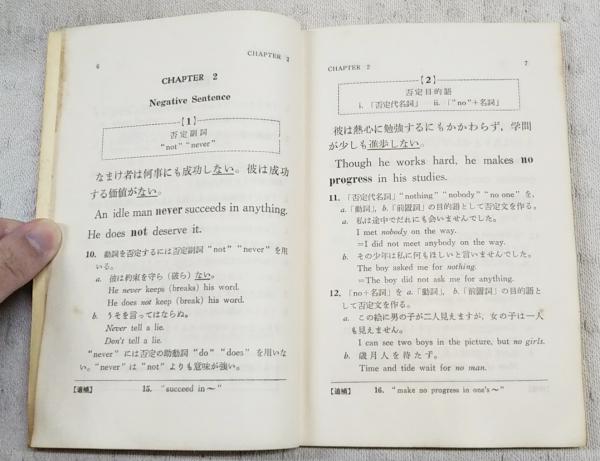 6
CHAPTER 2
CHAPTER 2
Negative Sentence
【1】
否定副詞
"not" "never"
なまけ者は何事にも成功しない。彼は成功
する価値がない。
An idle man never succeeds in anything.
He does not deserve it.
10. 動詞を否定するには否定副詞 "not" "never" を用
いる。
a. 彼は約束を守ら（破ら）ない。
He never keeps (breaks) his word.
He does not keep (break) his word.
b. うそを言ってはならぬ。
Never tell a lie.
Don't tell a lie.
"never" には否定の助動詞 "do" "does" を用いな
い。"never" は "not" よりも意味が強い。
【追補】 15. "succeed in ～"
CHAPTER 2
7
【2】
否定目的語
i. 「否定代名詞」 ii. 「"no"＋名詞」
彼は熱心に勉強するにもかかわらず，学問
が少しも進歩しない。
Though he works hard, he makes no
progress in his studies.
11. 「否定代名詞」"nothing" "nobody" "no one" を，
a.「動詞」，b.「前置詞」の目的語として否定文を作る。
a. 私は途中でだれにも会いませんでした。
I met nobody on the way.
=I did not meet anybody on the way.
b. その少年は私に何もほしいと言いませんでした。
The boy asked me for nothing.
=The boy did not ask me for anything.
12. 「no＋名詞」を a.「動詞」，b.「前置詞」の目的語と
して否定文を作る。
a. この絵に男の子が二人見えますが，女の子は一人
も見えません。
I can see two boys in the picture, but no girls.
b. 歳月人を待たず。
Time and tide wait for no man.
【追補】 16. "make no progress in one's ～"